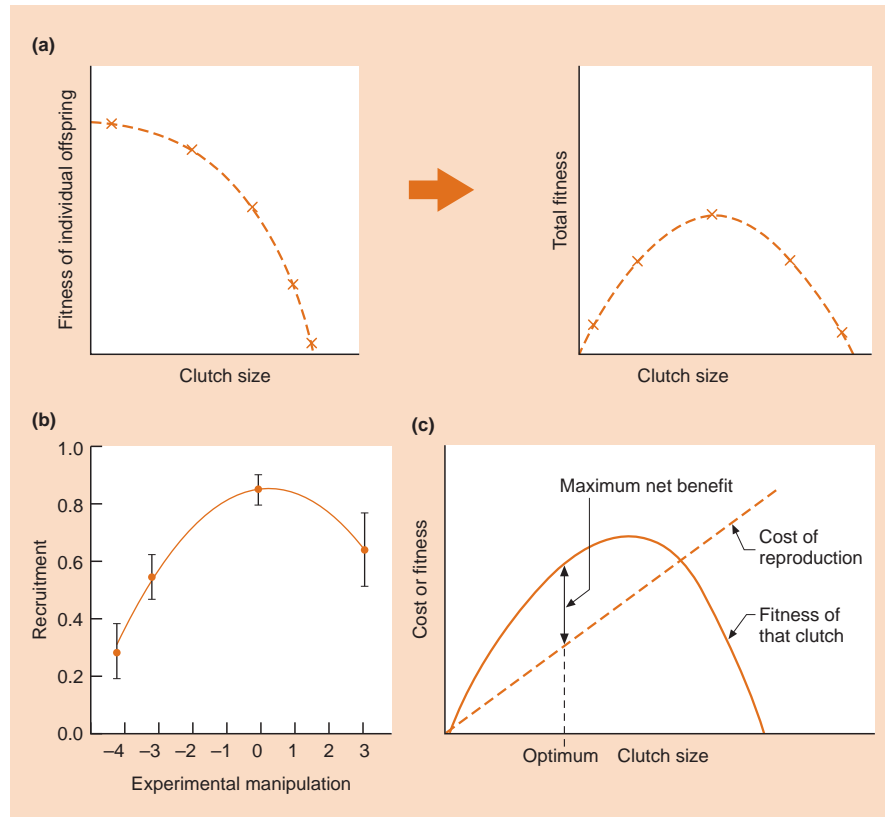 (a)
Fitness of individual offspring
Clutch size
Total fitness
Clutch size
(b)
1.0
0.8
0.6
0.4
0.2
0.0
Recruitment
–4 –3 –2 –1 0 1 2 3
Experimental manipulation
(c)
Cost or fitness
Maximum net benefit
Cost of
reproduction
Fitness of
that clutch
Optimum Clutch size